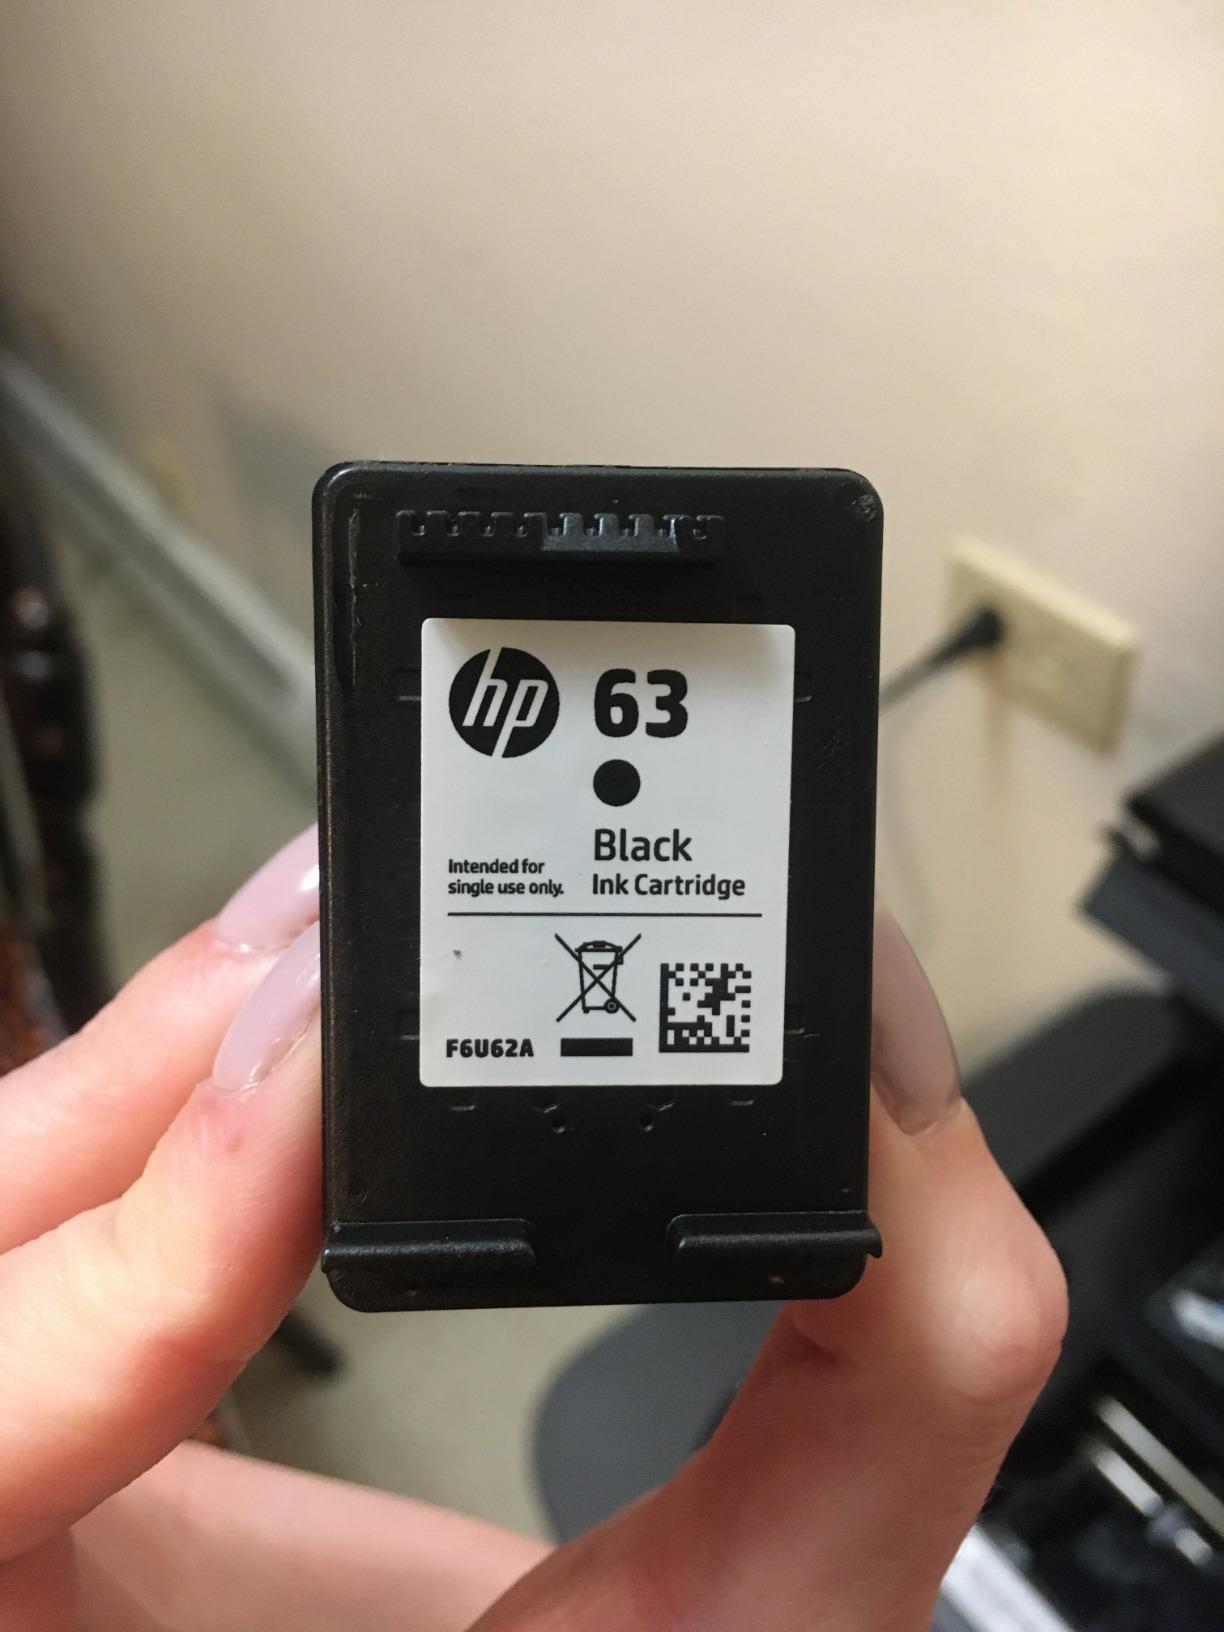 hp 63
Black
Intended for
single use only.
Ink Cartridge
F6U62A